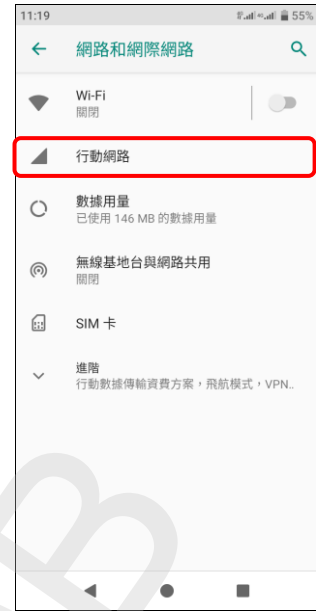 11:19
55%
網路和網際網路
Wi-Fi
關閉
行動網路
數據用量
已使用 146 MB 的數據用量
無線基地台與網路共用
關閉
SIM 卡
進階
行動數據傳輸資費方案，飛航模式，VPN..